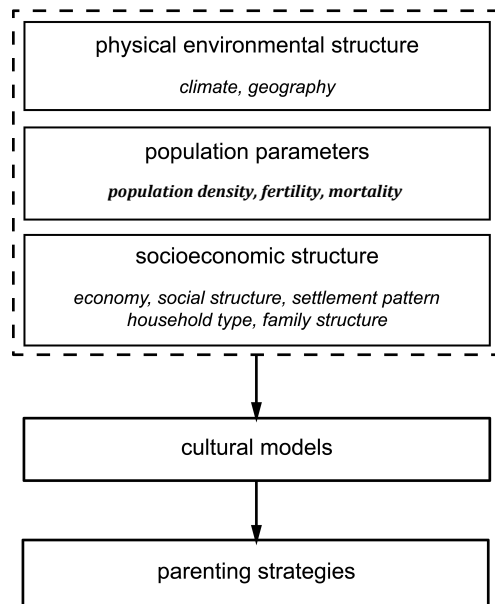 physical environmental structure
climate, geography
population parameters
population density, fertility, mortality
socioeconomic structure
economy, social structure, settlement pattern
household type, family structure
cultural models
parenting strategies